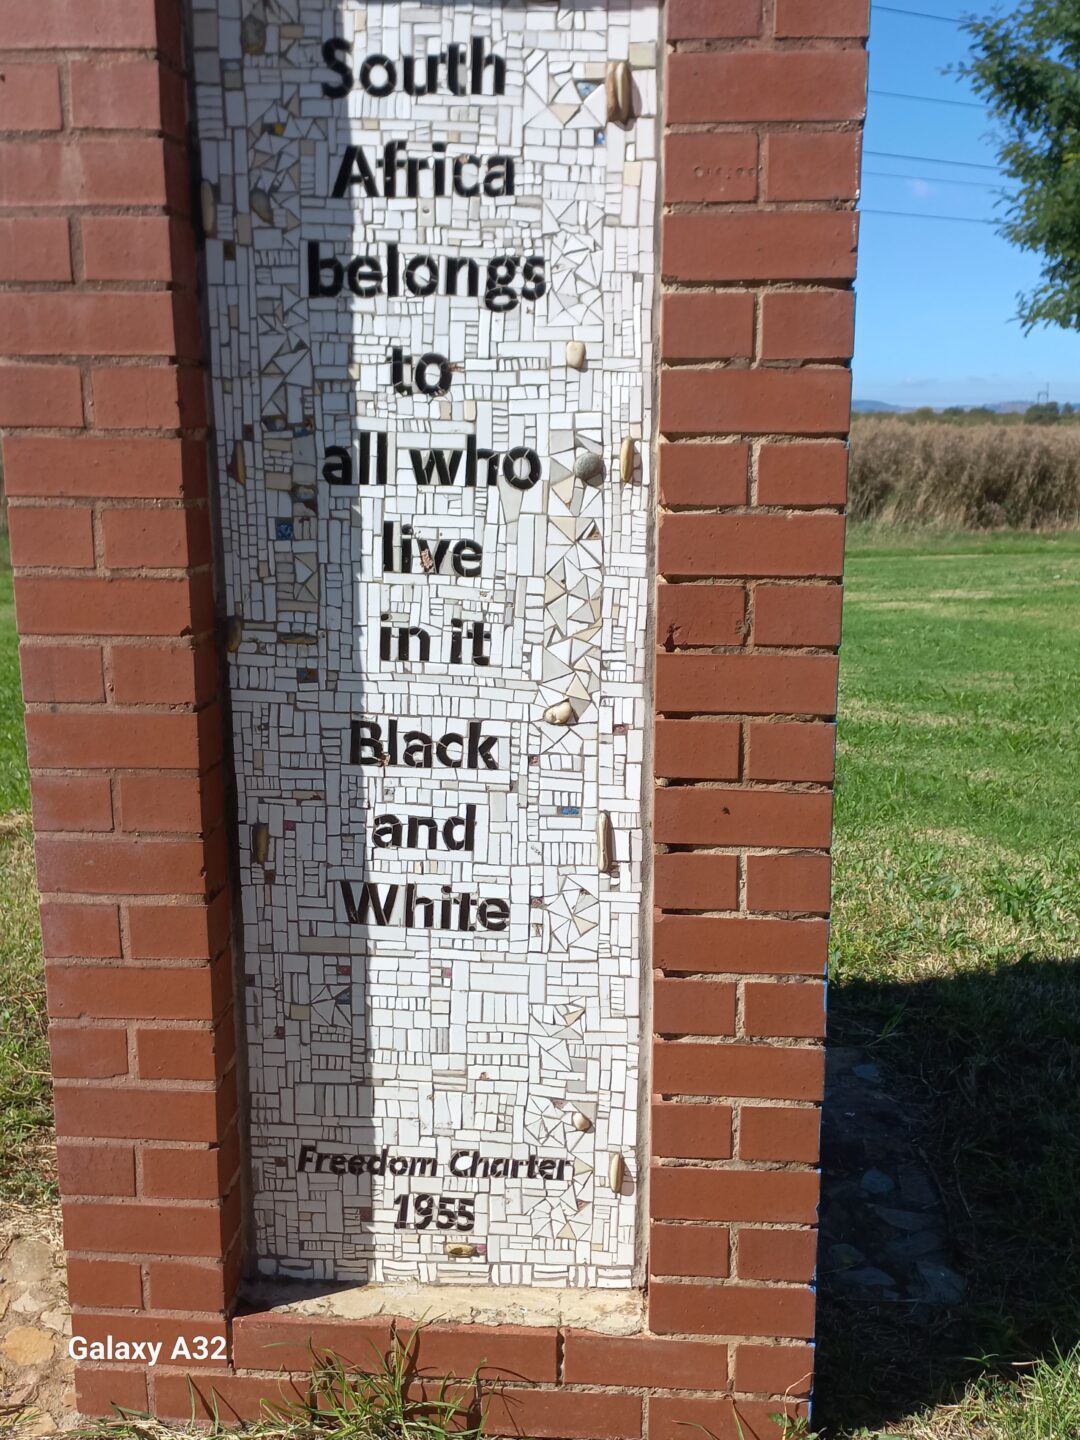 South
Africa
belongs
to
all who
live
in it
Black
and
White
Freedom Charter
1955
Galaxy A32